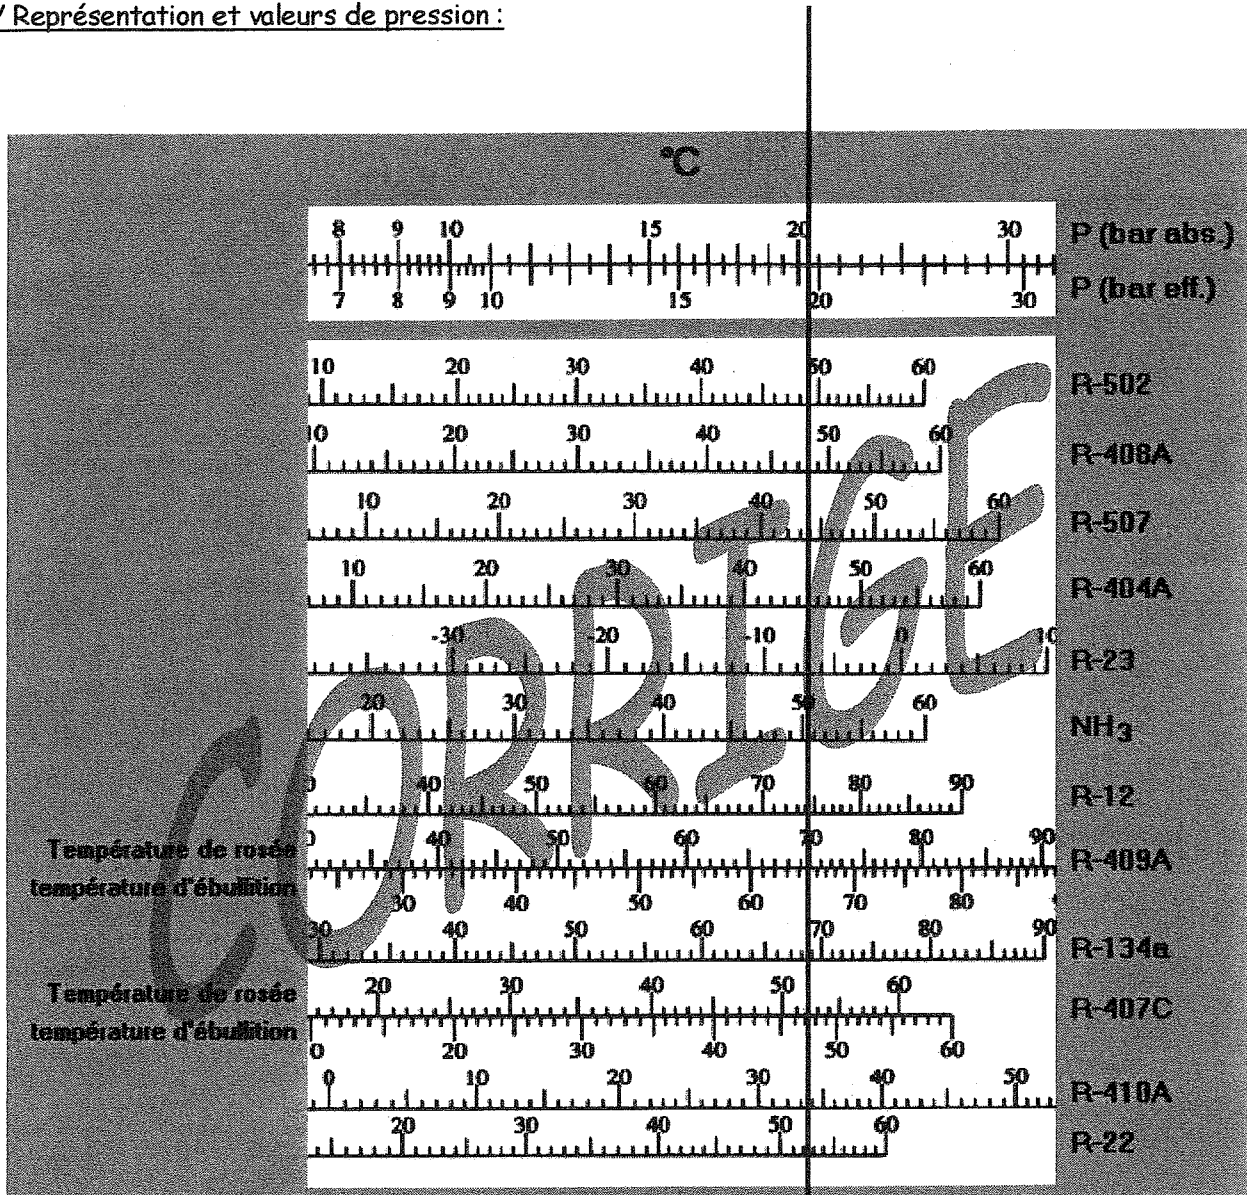 / Représentation et valeurs de pression :
°C
8 9 10 15 20 30 P (bar abs.)
7 8 9 10 15 20 30 P (bar eff.)
10 20 30 40 50 60 R-502
10 20 30 40 50 60 R-408A
10 20 30 40 50 60 R-507
10 20 30 40 50 60 R-404A
-30 -20 -10 0 10 R-23
20 30 40 50 60 NH3
0 40 50 60 70 80 90 R-12
Température de rosée 0 40 50 60 70 80 90 R-409A
température d'ébullition 30 40 50 60 70 80
30 40 50 60 70 80 90 R-134a
Température de rosée 20 30 40 50 60 R-407C
température d'ébullition 0 20 30 40 50 60
0 10 20 30 40 50 R-410A
20 30 40 50 60 R-22
CORRIGE